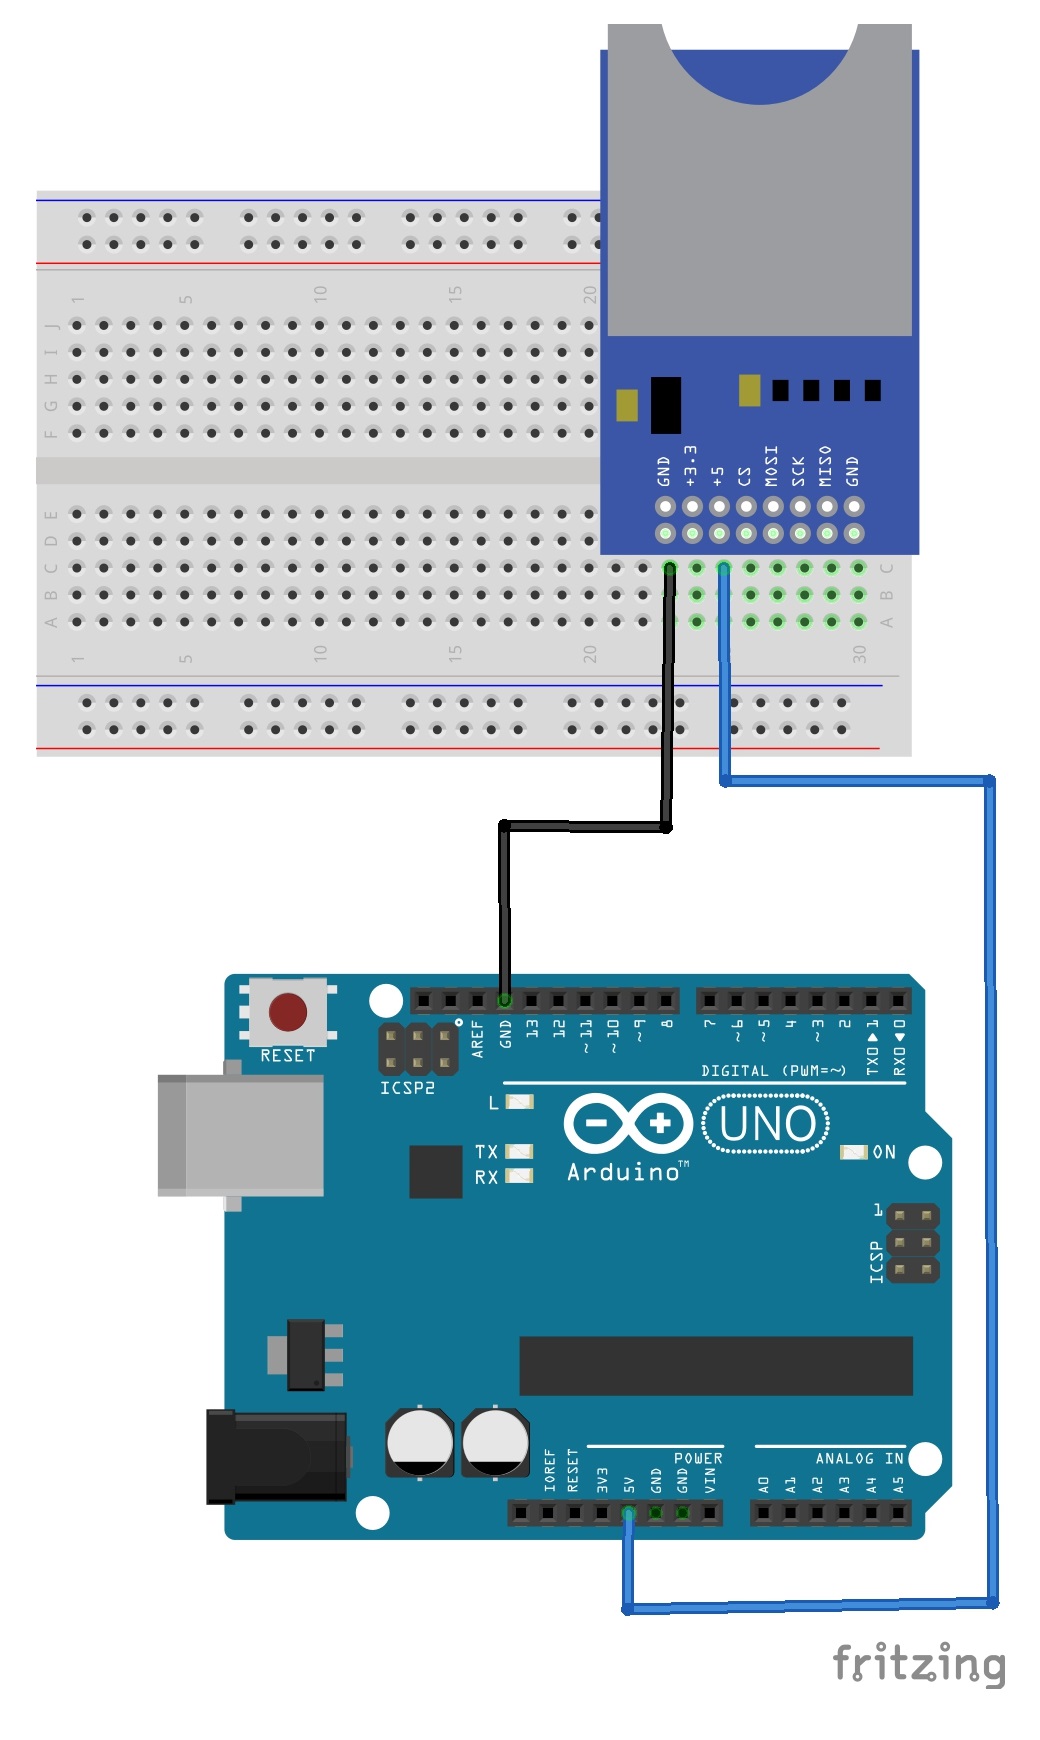 1 5 10 15 20
J
I
H
G
F
GND +3.3 +5 CS MOSI SCK MISO GND
E
D
C C
B B
A A
1 5 10 15 20 30
RESET
ICSP2
AREF GND 13 12 ~11 ~10 ~9 8 7 ~6 ~5 4 ~3 2 TX0▶1 RX0◀0
DIGITAL (PWM=~)
L
TX
RX
UNO
Arduino™
ON
1
ICSP
POWER
ANALOG IN
IOREF RESET 3V3 5V GND GND VIN A0 A1 A2 A3 A4 A5
fritzing